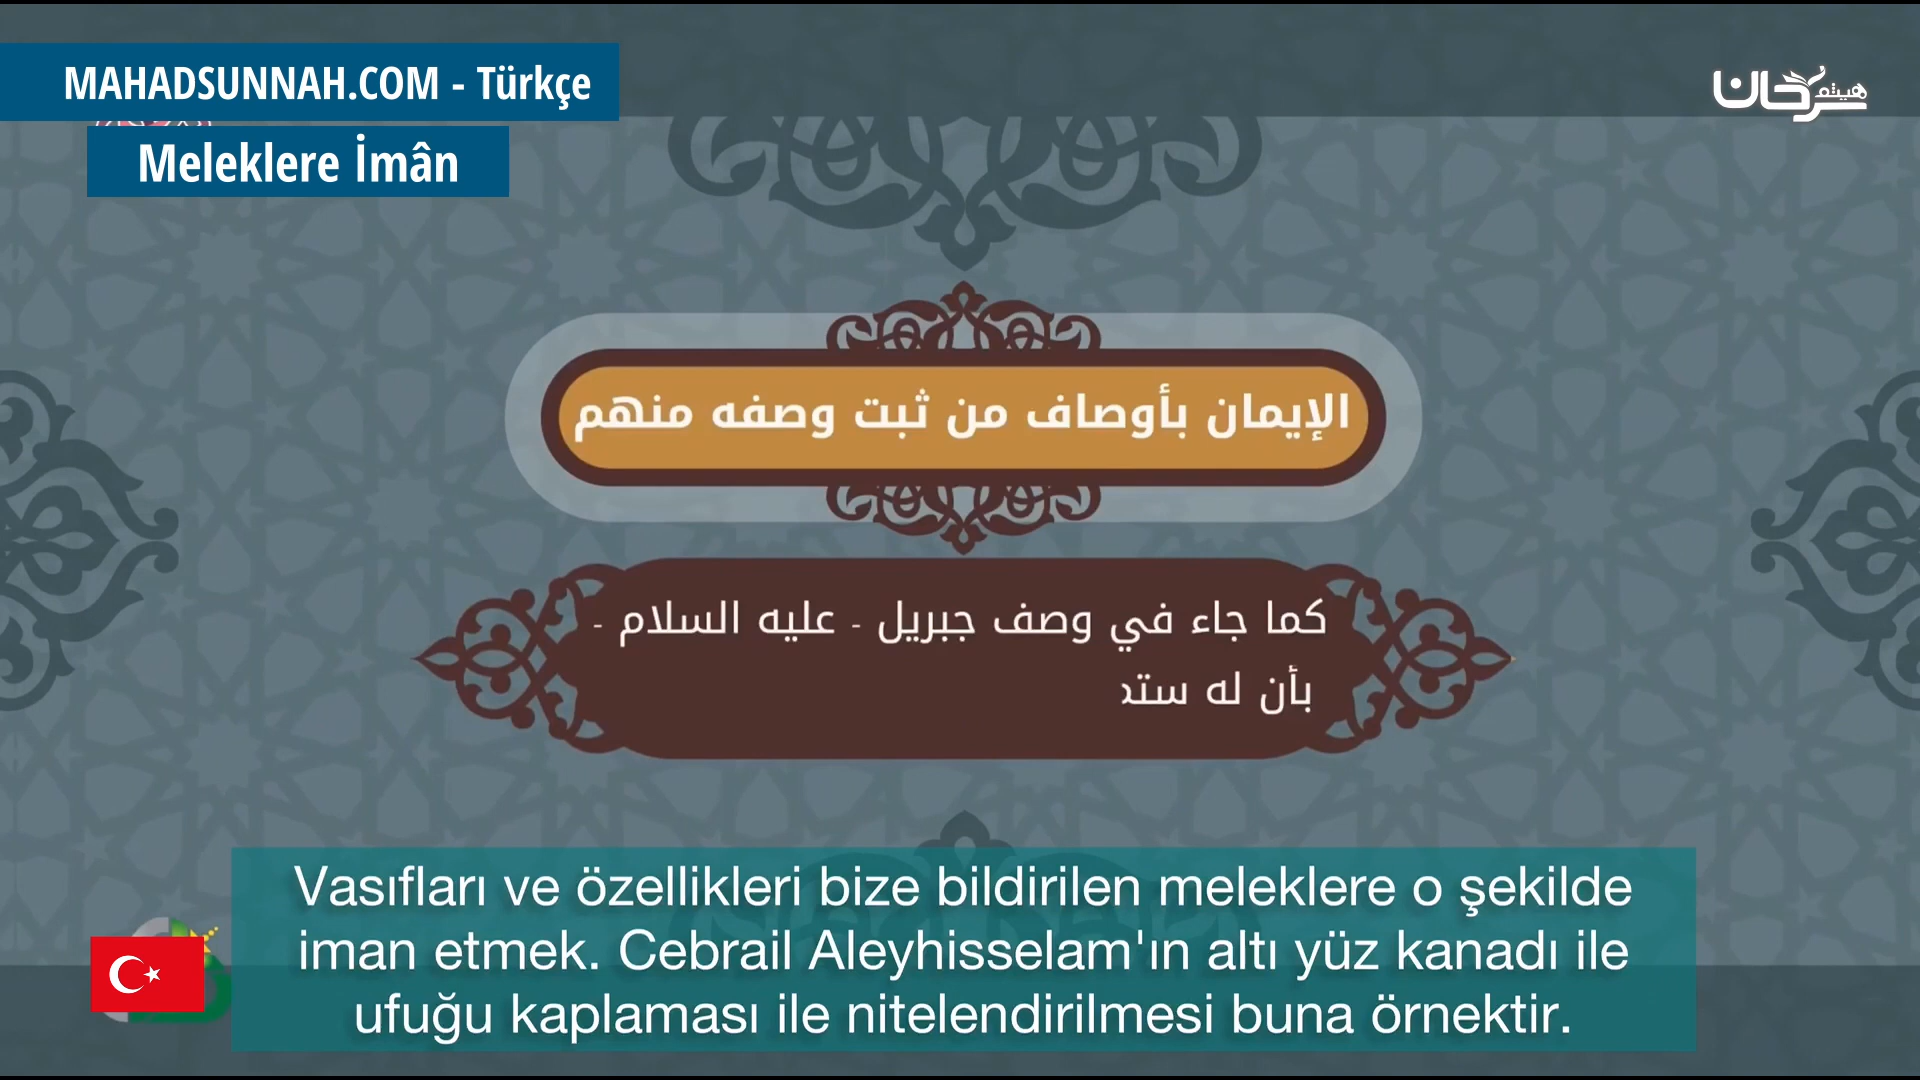 MAHADSUNNAH.COM - Türkçe
هيثم سرحان
Meleklere İmân
الإيمان بأوصاف من ثبت وصفه منهم
كما جاء في وصف جبريل - عليه السلام -
بأن له
Vasıfları ve özellikleri bize bildirilen meleklere o şekilde
iman etmek. Cebrail Aleyhisselam'ın altı yüz kanadı ile
ufuğu kaplaması ile nitelendirilmesi buna örnektir.